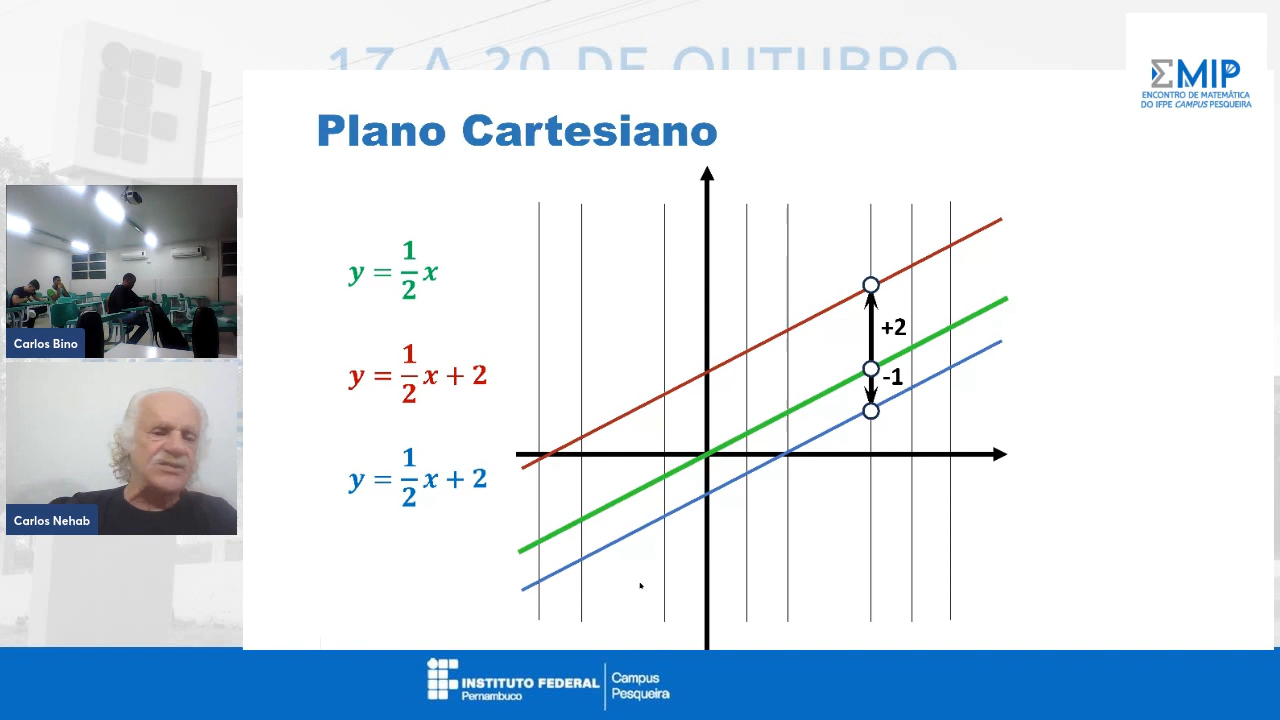 17 A 20 DE OUTUBRO
ΣMIP
ENCONTRO DE MATEMÁTICA
DO IFPE CAMPUS PESQUEIRA
Plano Cartesiano
y = 1/2 x
y = 1/2 x + 2
y = 1/2 x + 2
+2
-1
Carlos Bino
Carlos Nehab
INSTITUTO FEDERAL
Pernambuco
Campus
Pesqueira